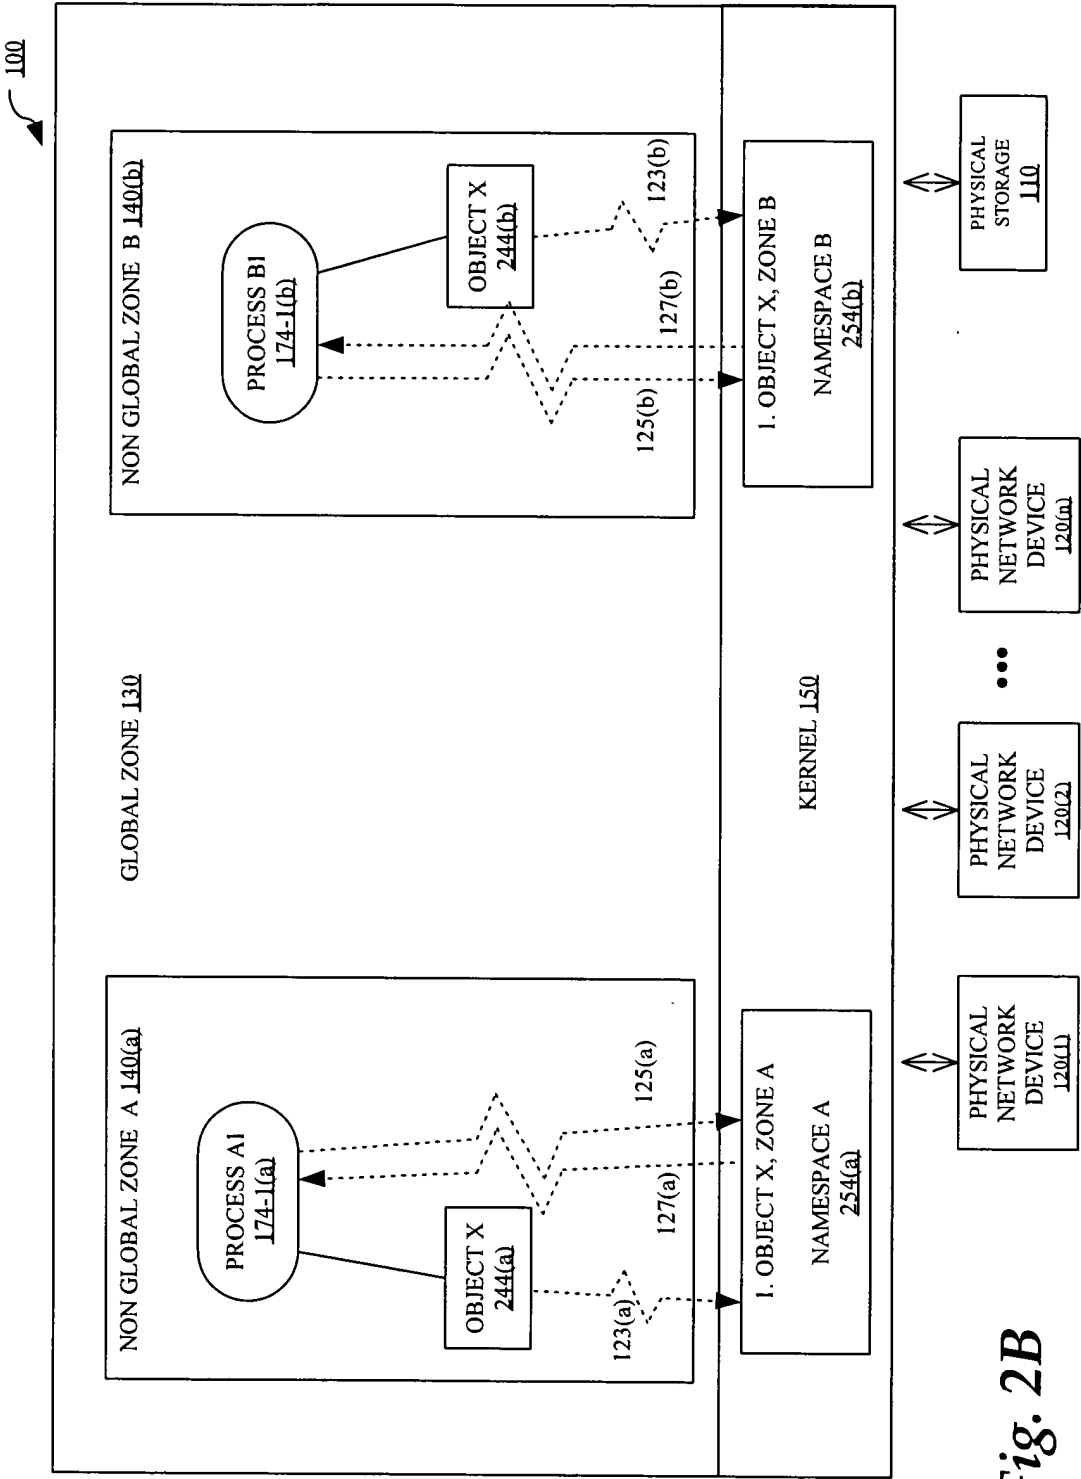 100
GLOBAL ZONE 130
NON GLOBAL ZONE A 140(a)
PROCESS A1
174-1(a)
OBJECT X
244(a)
123(a)
127(a)
125(a)
NON GLOBAL ZONE B 140(b)
PROCESS B1
174-1(b)
OBJECT X
244(b)
125(b)
127(b)
123(b)
1. OBJECT X, ZONE A
NAMESPACE A
254(a)
KERNEL 150
1. OBJECT X, ZONE B
NAMESPACE B
254(b)
PHYSICAL
NETWORK
DEVICE
120(1)
PHYSICAL
NETWORK
DEVICE
120(2)
•••
PHYSICAL
NETWORK
DEVICE
120(n)
PHYSICAL
STORAGE
110
Fig. 2B